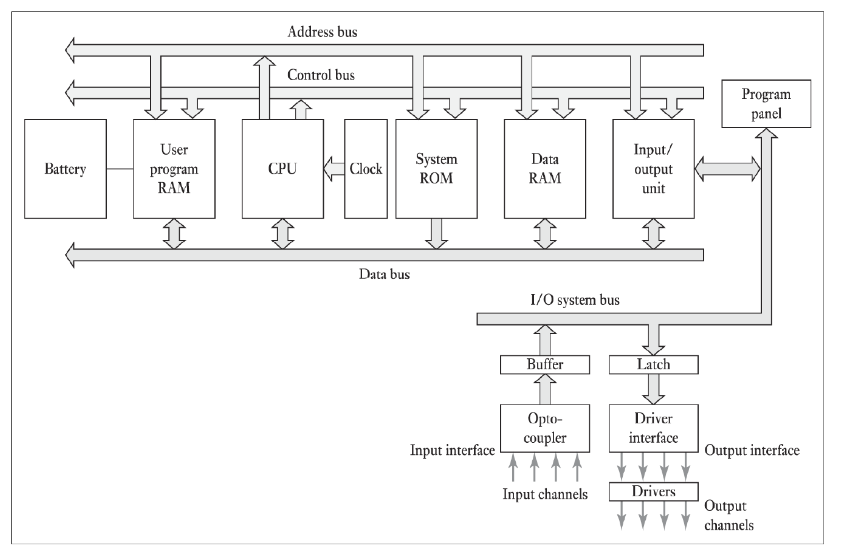 Address bus
Control bus
Program
panel
Battery
User
program
RAM
CPU
Clock
System
ROM
Data
RAM
Input/
output
unit
Data bus
I/O system bus
Buffer
Latch
Opto-
coupler
Driver
interface
Input interface
Output interface
Input channels
Drivers
Output
channels